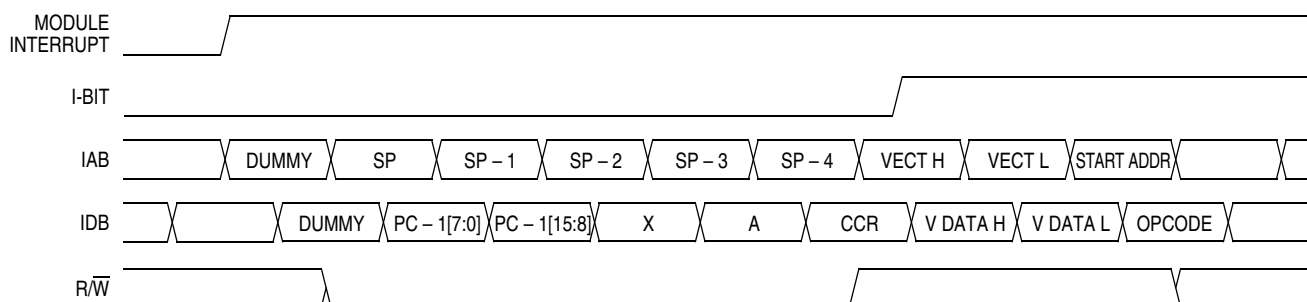 MODULE
INTERRUPT
I-BIT
IAB DUMMY SP SP – 1 SP – 2 SP – 3 SP – 4 VECT H VECT L START ADDR
IDB DUMMY PC – 1[7:0] PC – 1[15:8] X A CCR V DATA H V DATA L OPCODE
R/W̅